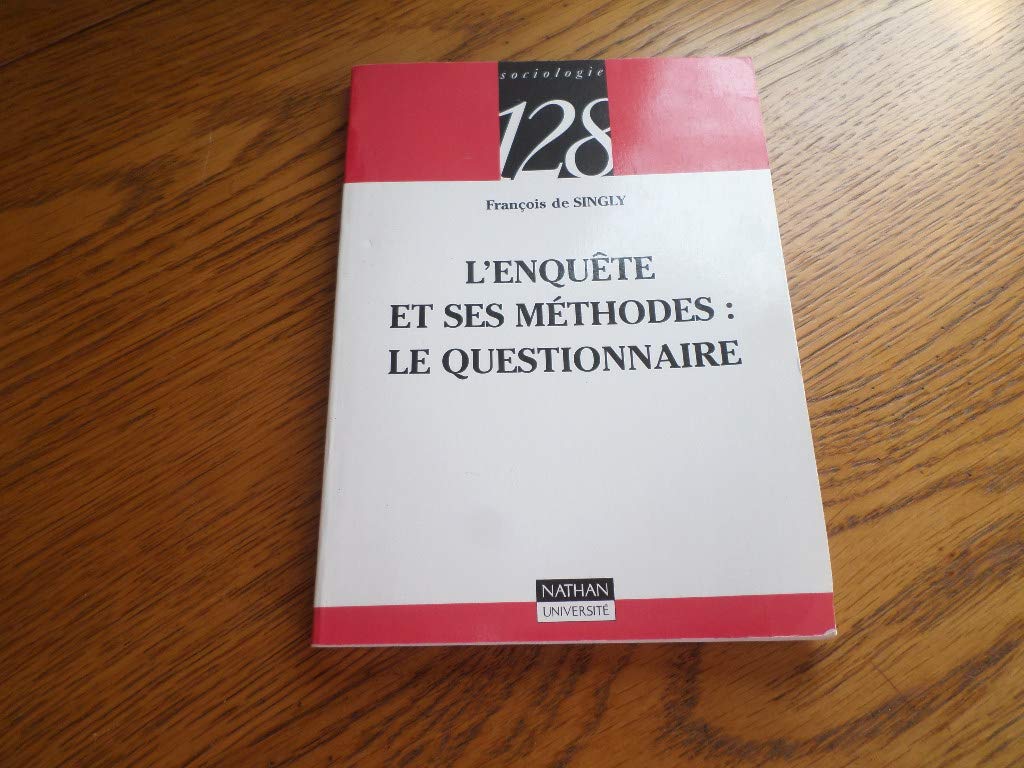 sociologie
128
François de SINGLY
L'ENQUÊTE
ET SES MÉTHODES :
LE QUESTIONNAIRE
NATHAN
UNIVERSITÉ